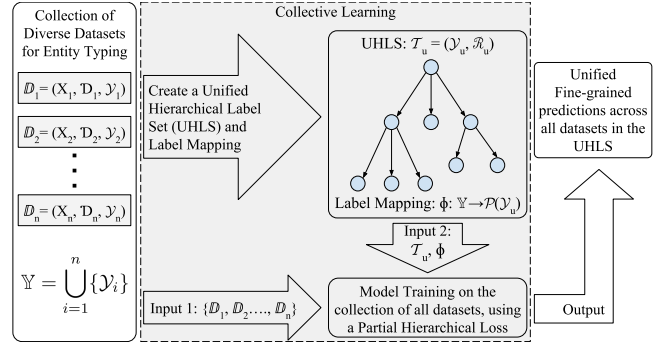 Collection of
Diverse Datasets
for Entity Typing
𝔻₁= (X₁, D₁, 𝒴₁)
𝔻₂= (X₂, D₂, 𝒴₂)
𝔻ₙ= (Xₙ, Dₙ, 𝒴ₙ)
𝕐 = ⋃ⁿᵢ₌₁ {𝒴ᵢ}
Collective Learning
Create a Unified
Hierarchical Label
Set (UHLS) and
Label Mapping
UHLS: 𝒯ᵤ = (𝒴ᵤ, ℛᵤ)
Label Mapping: ϕ: 𝕐→𝒫(𝒴ᵤ)
Input 2:
𝒯ᵤ, ϕ
Input 1: {𝔻₁, 𝔻₂...., 𝔻ₙ}
Model Training on the
collection of all datasets, using
a Partial Hierarchical Loss
Unified
Fine-grained
predictions across
all datasets in the
UHLS
Output